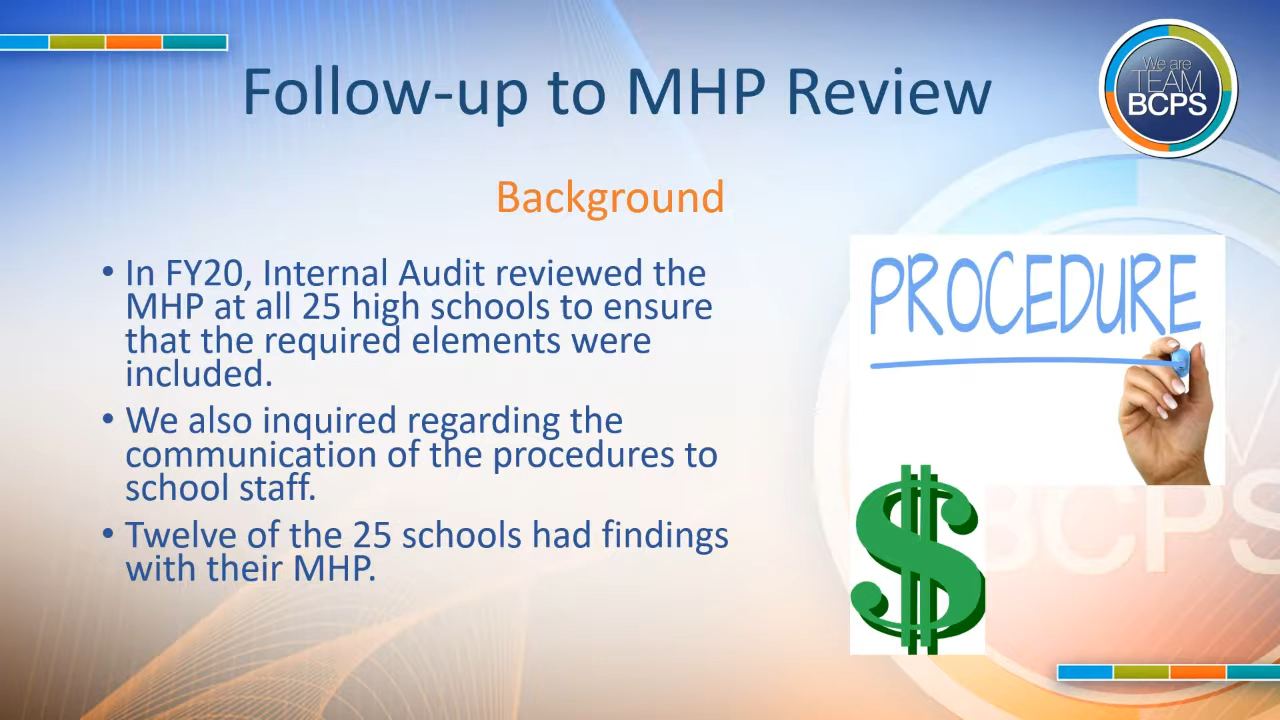 Follow-up to MHP Review
We are
TEAM
BCPS
Background
• In FY20, Internal Audit reviewed the
MHP at all 25 high schools to ensure
that the required elements were
included.
• We also inquired regarding the
communication of the procedures to
school staff.
• Twelve of the 25 schools had findings
with their MHP.
PROCEDURE
$
BCPS